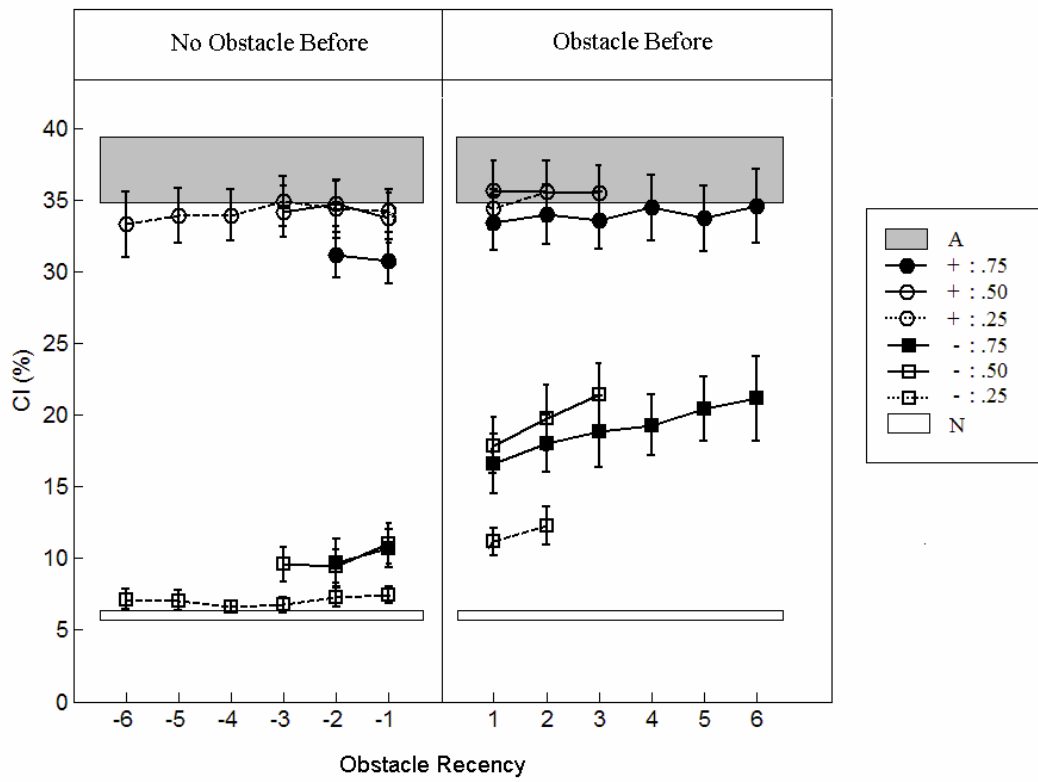 No Obstacle Before
Obstacle Before
40
35
30
25
20
15
10
5
0
CI (%)
-6 -5 -4 -3 -2 -1 1 2 3 4 5 6
Obstacle Recency
A
+ : .75
+ : .50
+ : .25
- : .75
- : .50
- : .25
N